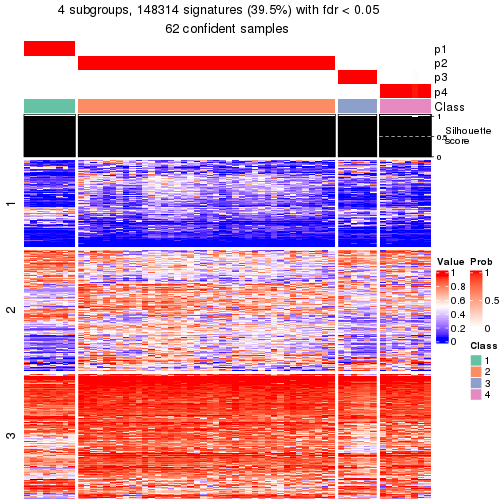 4 subgroups, 148314 signatures (39.5%) with fdr < 0.05
62 confident samples
p1
p2
p3
p4
Class
1
0.5
0
Silhouette
score
1
2
3
Value
1
0.8
0.6
0.4
0.2
0
Prob
1
0.5
0
Class
1
2
3
4